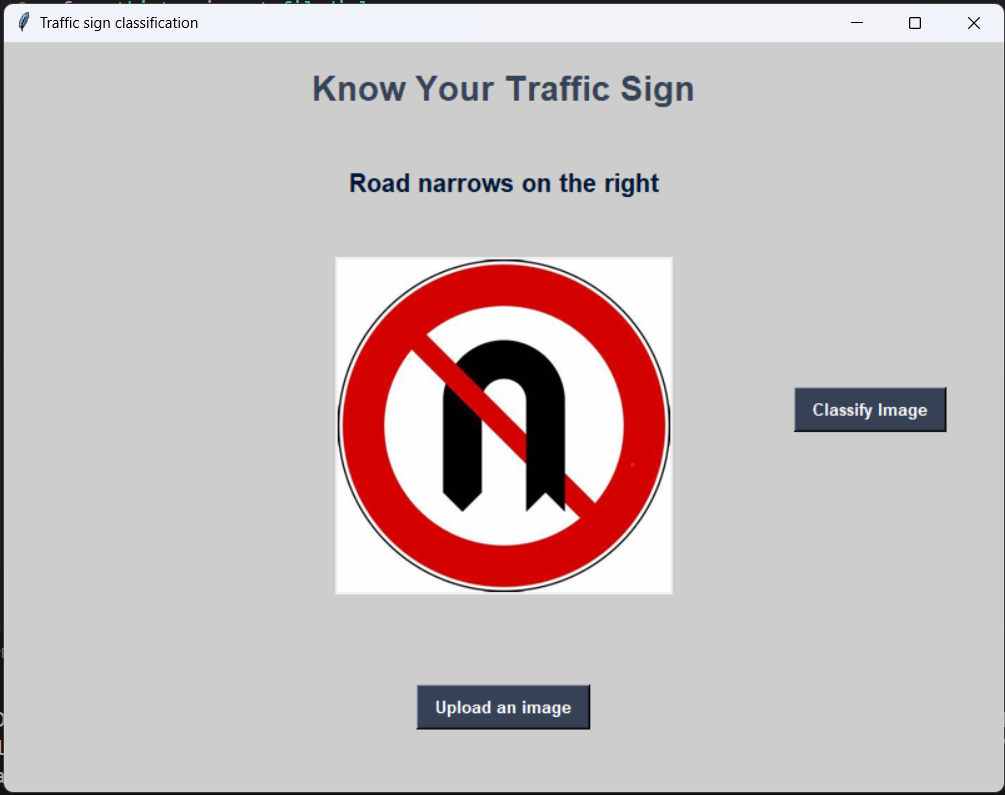 Traffic sign classification
Know Your Traffic Sign
Road narrows on the right
Classify Image
Upload an image